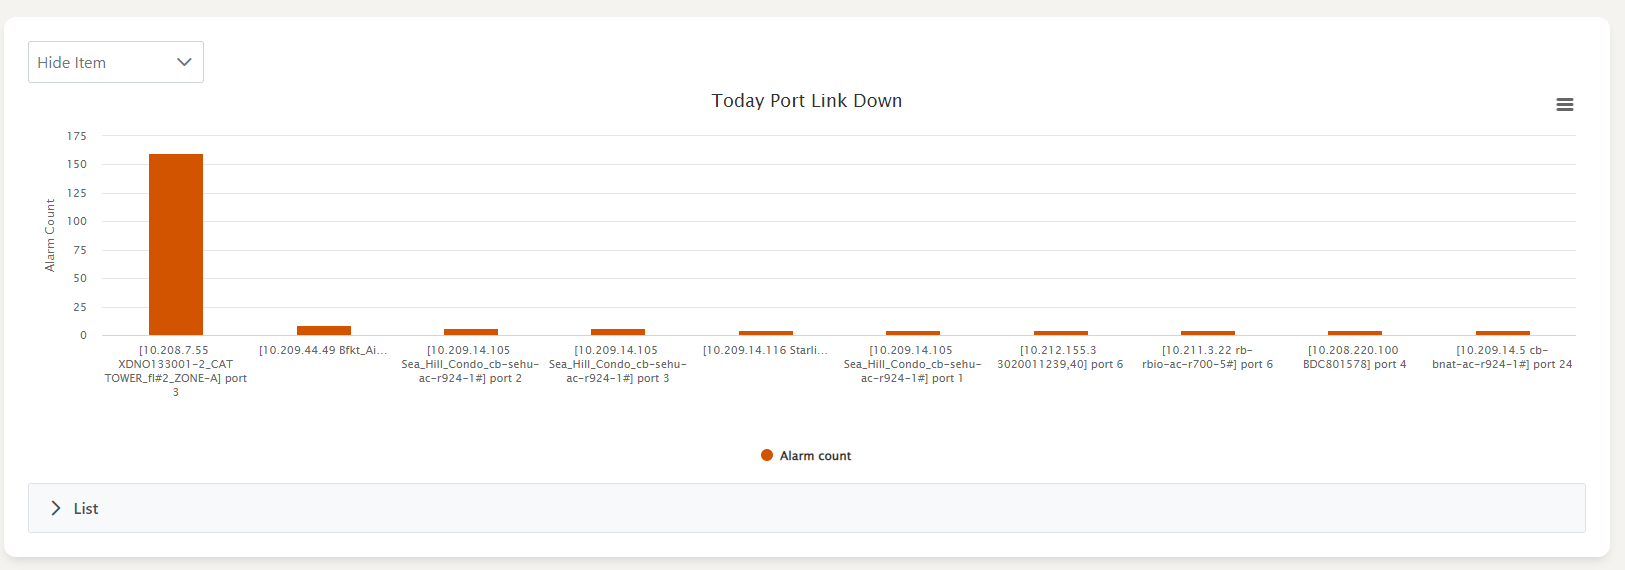 Hide Item
Today Port Link Down
Alarm Count
175
150
125
100
75
50
25
0
[10.208.7.55
XDNO133001-2_CAT
TOWER_fl#2_ZONE-A] port
3
[10.209.44.49 Bfkt_Ai...
[10.209.14.105
Sea_Hill_Condo_cb-sehu-
ac-r924-1#] port 2
[10.209.14.105
Sea_Hill_Condo_cb-sehu-
ac-r924-1#] port 3
[10.209.14.116 Starli...
[10.209.14.105
Sea_Hill_Condo_cb-sehu-
ac-r924-1#] port 1
[10.212.155.3
3020011239,40] port 6
[10.211.3.22 rb-
rbio-ac-r700-5#] port 6
[10.208.220.100
BDC801578] port 4
[10.209.14.5 cb-
bnat-ac-r924-1#] port 24
Alarm count
List